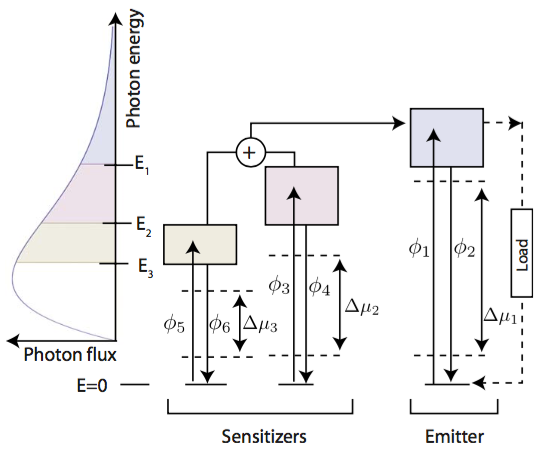 Photon energy
E1
E2
E3
Photon flux
E=0
+
ϕ1
ϕ2
ϕ3
ϕ4
Δμ2
ϕ5
ϕ6
Δμ3
Δμ1
Load
Sensitizers
Emitter